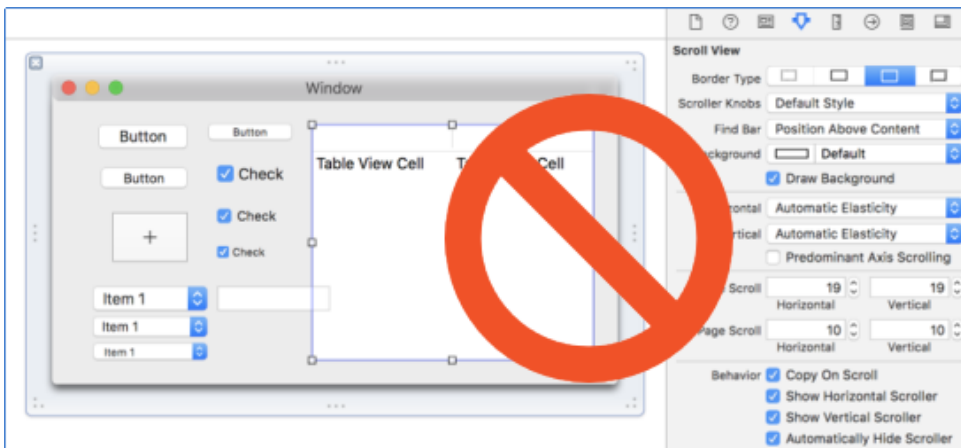 Window
Button
Button
Button
Check
Check
Check
Item 1
Item 1
Item 1
Table View Cell
Cell
Scroll View
Border Type
Scroller Knobs Default Style
Find Bar Position Above Content
ckground Default
Draw Background
ontal Automatic Elasticity
rtical Automatic Elasticity
Predominant Axis Scrolling
Scroll 19 19
Horizontal Vertical
Page Scroll 10 10
Horizontal Vertical
Behavior Copy On Scroll
Show Horizontal Scroller
Show Vertical Scroller
Automatically Hide Scroller